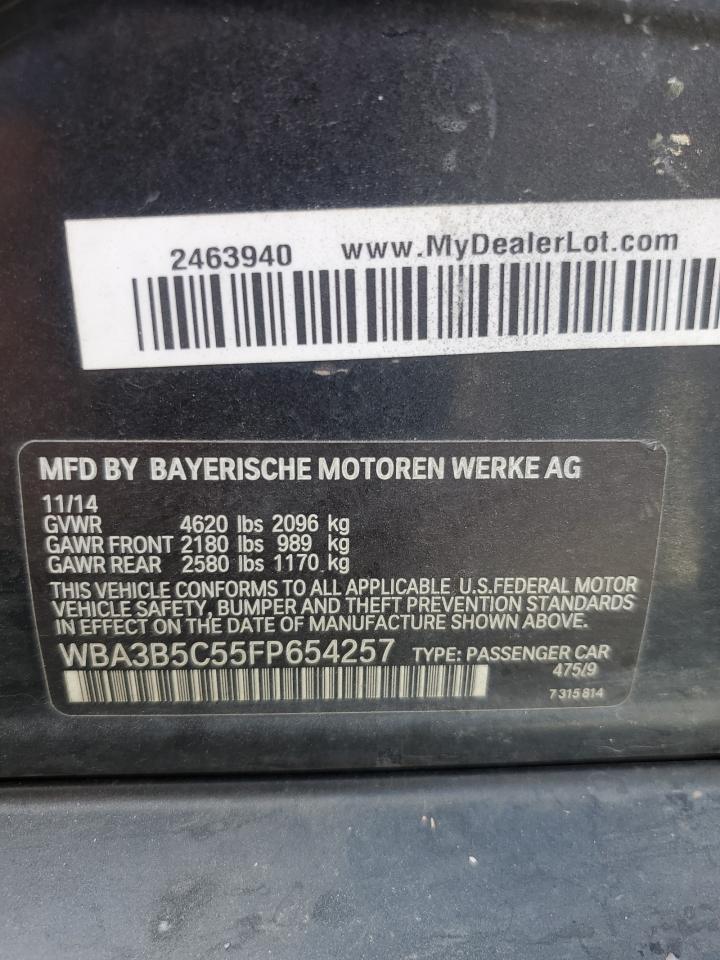 2463940 www.MyDealerLot.com
MFD BY BAYERISCHE MOTOREN WERKE AG
11/14
GVWR 4620 lbs 2096 kg
GAWR FRONT 2180 lbs 989 kg
GAWR REAR 2580 lbs 1170 kg
THIS VEHICLE CONFORMS TO ALL APPLICABLE U.S.FEDERAL MOTOR
VEHICLE SAFETY, BUMPER AND THEFT PREVENTION STANDARDS
IN EFFECT ON THE DATE OF MANUFACTURE SHOWN ABOVE.
WBA3B5C55FP654257 TYPE: PASSENGER CAR
475/9
7 315 814